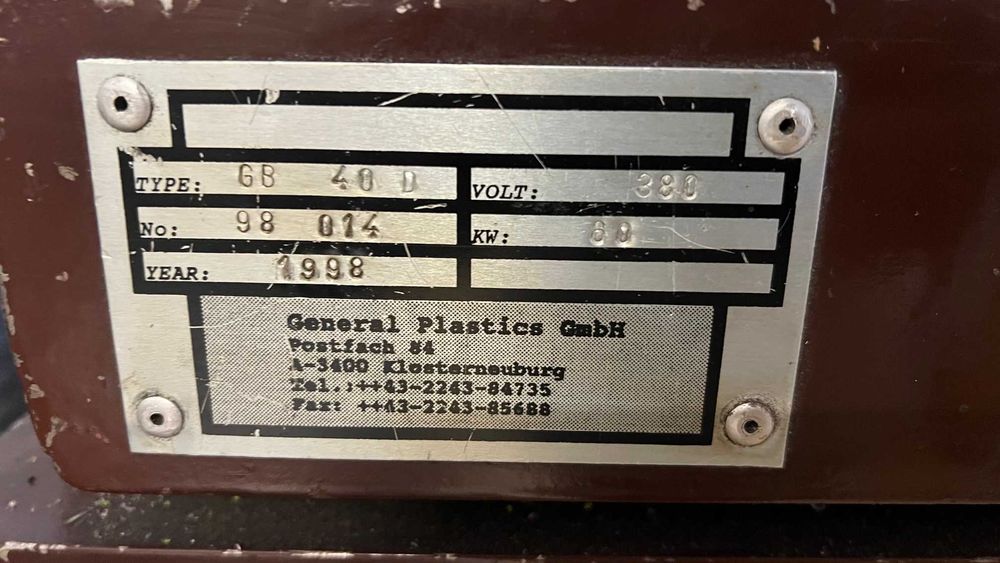 TYPE: GB 40 D
VOLT: 380
No: 98 014
KW: 60
YEAR: 1998
General Plastics GmbH
Postfach 84
A-3400 Klosterneuburg
Tel.:++43-2243-84735
Fax: ++43-2243-85688